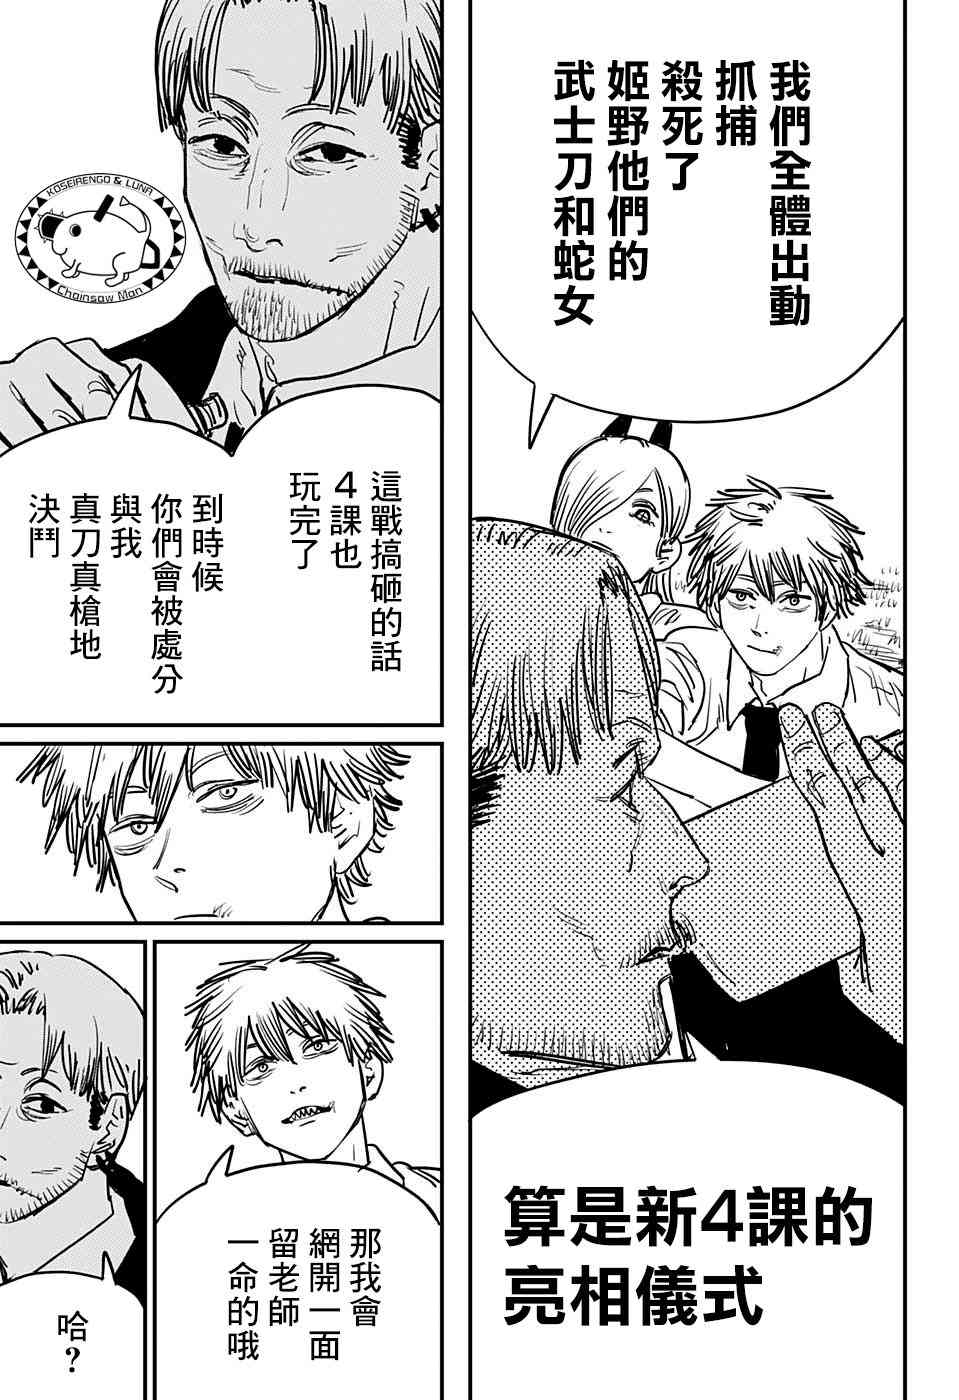 我們全體出動
抓捕
殺死了
姬野他們的
武士刀和蛇女
算是新4課的
亮相儀式
KOSEIRENGO & LUNA
Chainsaw Man
這戰搞砸的話
4課也
玩完了
到時候
你們會被處分
與我
真刀真槍地
決鬥
那我會
網開一面
留老師
一命的哦
哈?